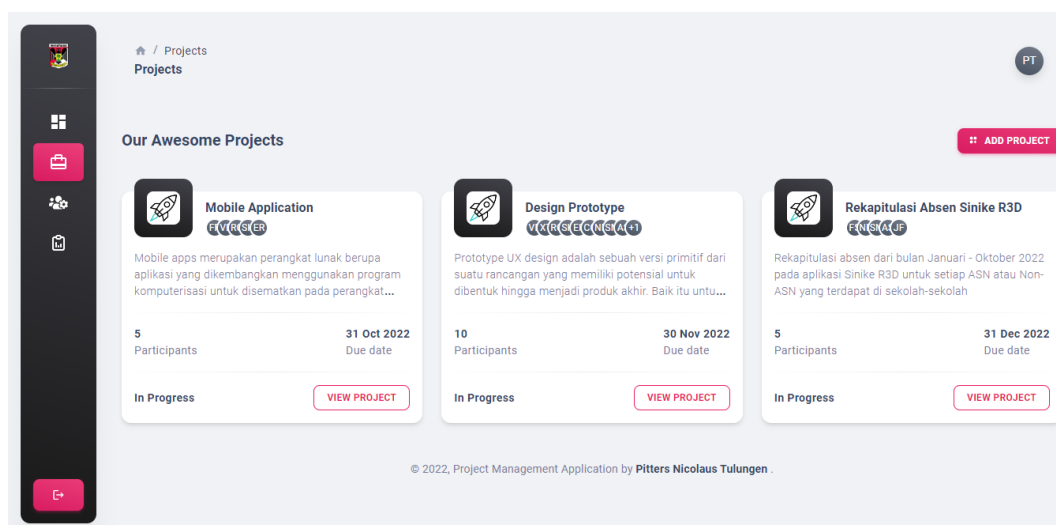 / Projects
Projects
PT
Our Awesome Projects
ADD PROJECT
Mobile Application
ER
Mobile apps merupakan perangkat lunak berupa
aplikasi yang dikembangkan menggunakan program
komputerisasi untuk disematkan pada perangkat...
5
31 Oct 2022
Participants
Due date
In Progress
VIEW PROJECT
Design Prototype
+1
Prototype UX design adalah sebuah versi primitif dari
suatu rancangan yang memiliki potensial untuk
dibentuk hingga menjadi produk akhir. Baik itu untu...
10
30 Nov 2022
Participants
Due date
In Progress
VIEW PROJECT
Rekapitulasi Absen Sinike R3D
JF
Rekapitulasi absen dari bulan Januari - Oktober 2022
pada aplikasi Sinike R3D untuk setiap ASN atau Non-
ASN yang terdapat di sekolah-sekolah
5
31 Dec 2022
Participants
Due date
In Progress
VIEW PROJECT
© 2022, Project Management Application by Pitters Nicolaus Tulungen .